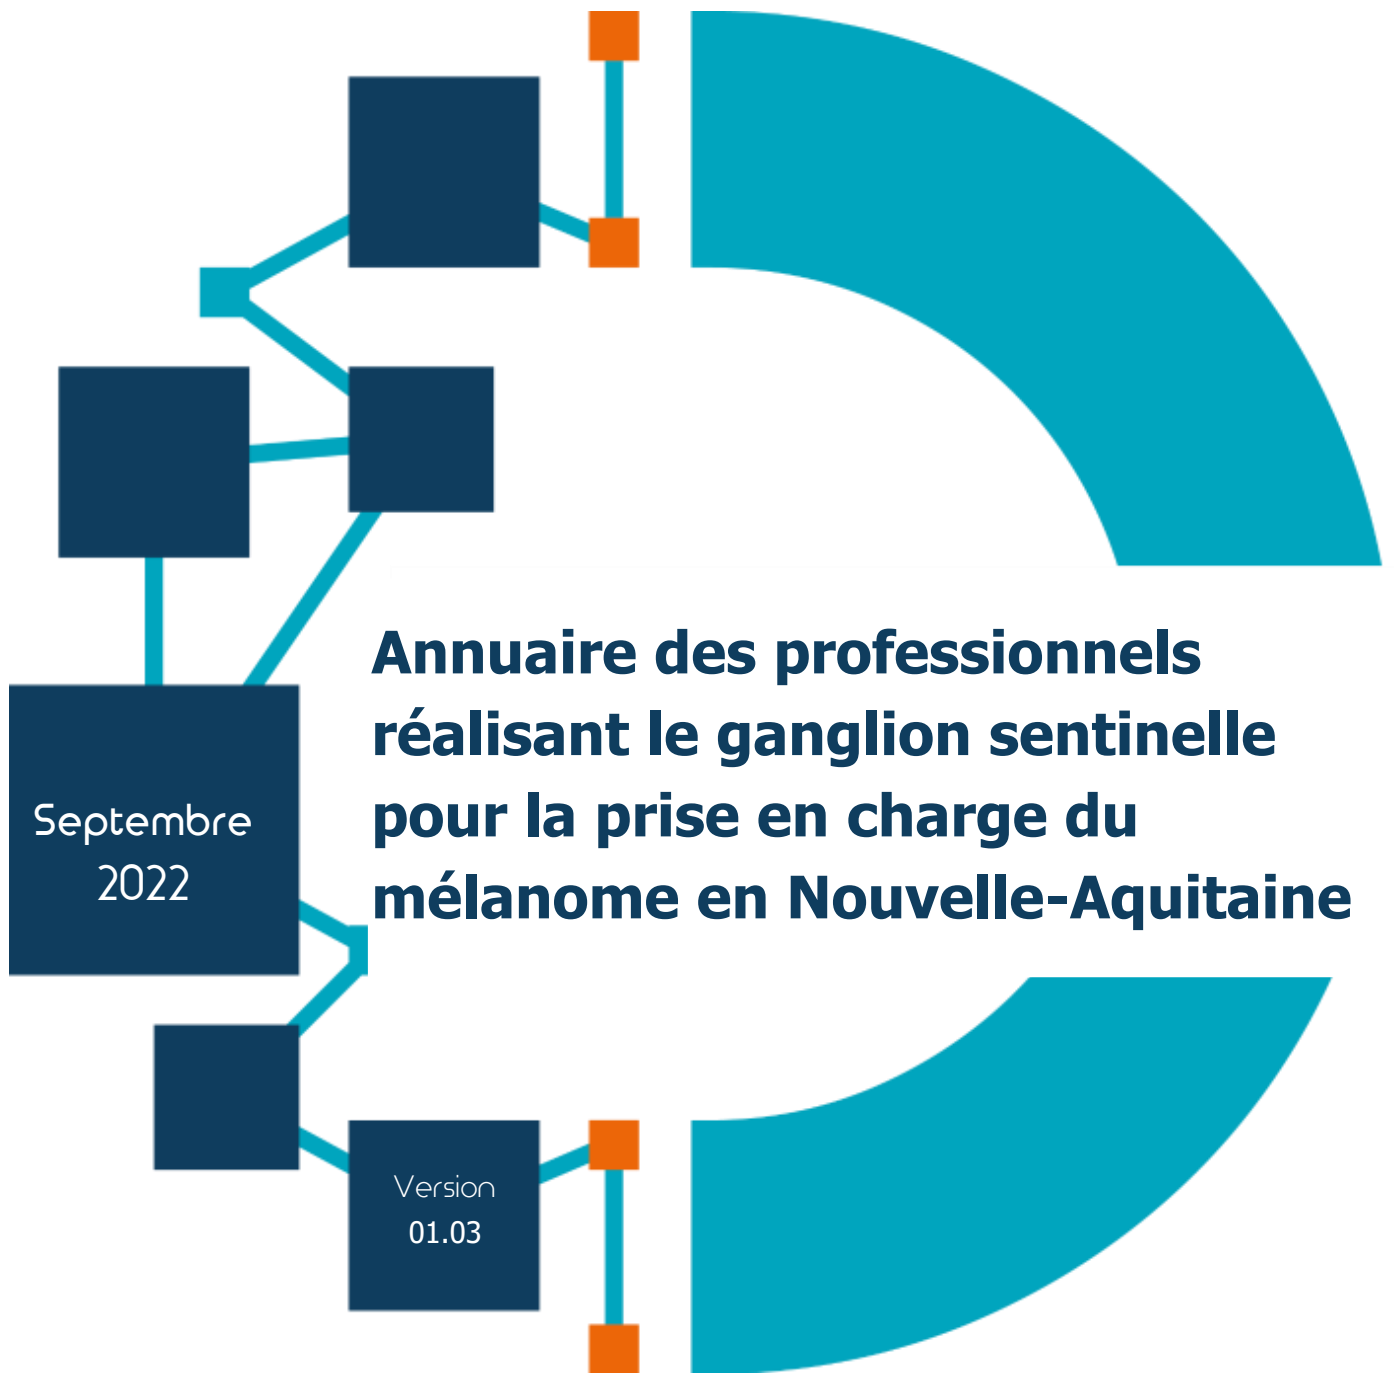 Annuaire des professionnels
réalisant le ganglion sentinelle
pour la prise en charge du
mélanome en Nouvelle-Aquitaine
Septembre
2022
Version
01.03